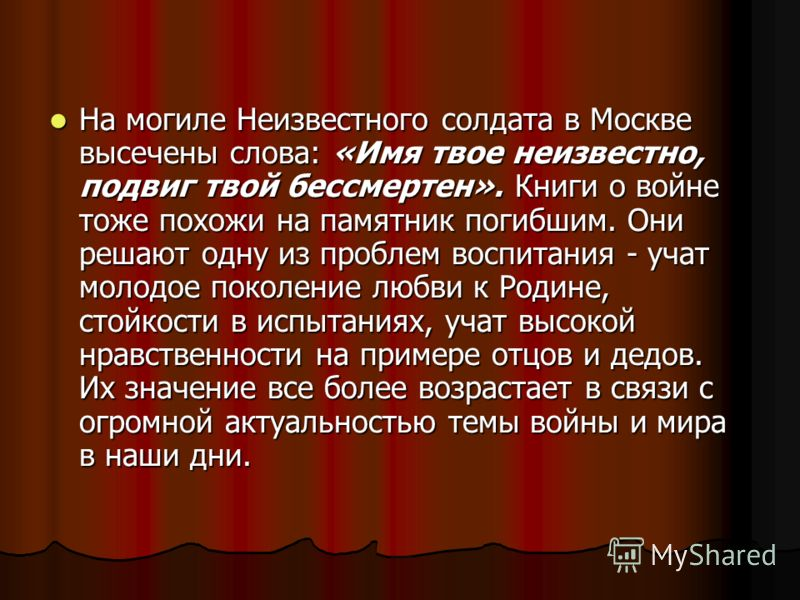 На могиле Неизвестного солдата в Москве
высечены слова: «Имя твое неизвестно,
подвиг твой бессмертен». Книги о войне
тоже похожи на памятник погибшим. Они
решают одну из проблем воспитания - учат
молодое поколение любви к Родине,
стойкости в испытаниях, учат высокой
нравственности на примере отцов и дедов.
Их значение все более возрастает в связи с
огромной актуальностью темы войны и мира
в наши дни.
MyShared